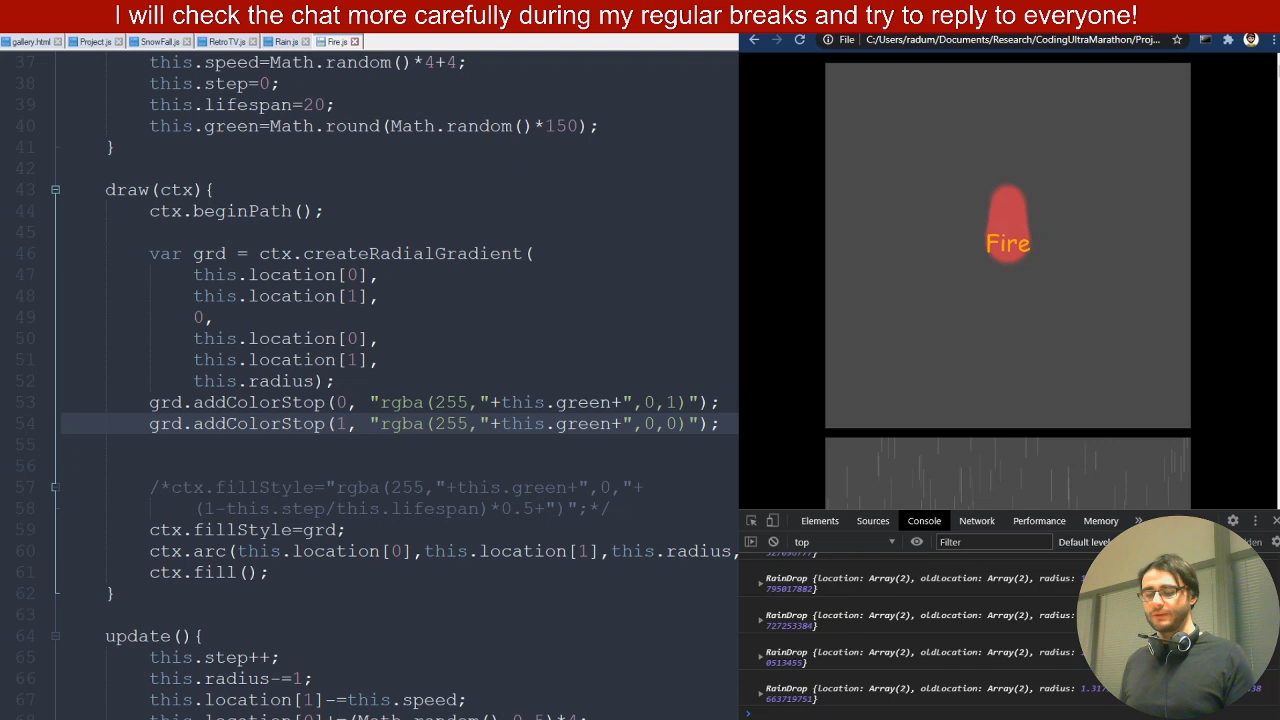 I will check the chat more carefully during my regular breaks and try to reply to everyone!
gallery.html Project.js SnowFall.js RetroTV.js Rain.js Fire.js
File C:/Users/radum/Documents/Research/CodingUltraMarathon/Proj...
37 this.speed=Math.random()*4+4;
38 this.step=0;
39 this.lifespan=20;
40 this.green=Math.round(Math.random()*150);
41 }
42
43 draw(ctx){
44 ctx.beginPath();
45
46 var grd = ctx.createRadialGradient(
47 this.location[0],
48 this.location[1],
49 0,
50 this.location[0],
51 this.location[1],
52 this.radius);
53 grd.addColorStop(0, "rgba(255,"+this.green+",0,1)");
54 grd.addColorStop(1, "rgba(255,"+this.green+",0,0)");
55
56
57 /*ctx.fillStyle="rgba(255,"+this.green+",0,"+
58 (1-this.step/this.lifespan)*0.5+")";*/
59 ctx.fillStyle=grd;
60 ctx.arc(this.location[0],this.location[1],this.radius,
61 ctx.fill();
62 }
63
64 update(){
65 this.step++;
66 this.radius-=1;
67 this.location[1]-=this.speed;
Fire
Elements Sources Console Network Performance Memory »
top Filter Default leve
RainDrop {location: Array(2), oldLocation: Array(2), radius: 1
795017882}
RainDrop {location: Array(2), oldLocation: Array(2), radius:
727253384}
RainDrop {location: Array(2), oldLocation: Array(2), radius:
0513455}
RainDrop {location: Array(2), oldLocation: Array(2), radius: 1.317
663719751}